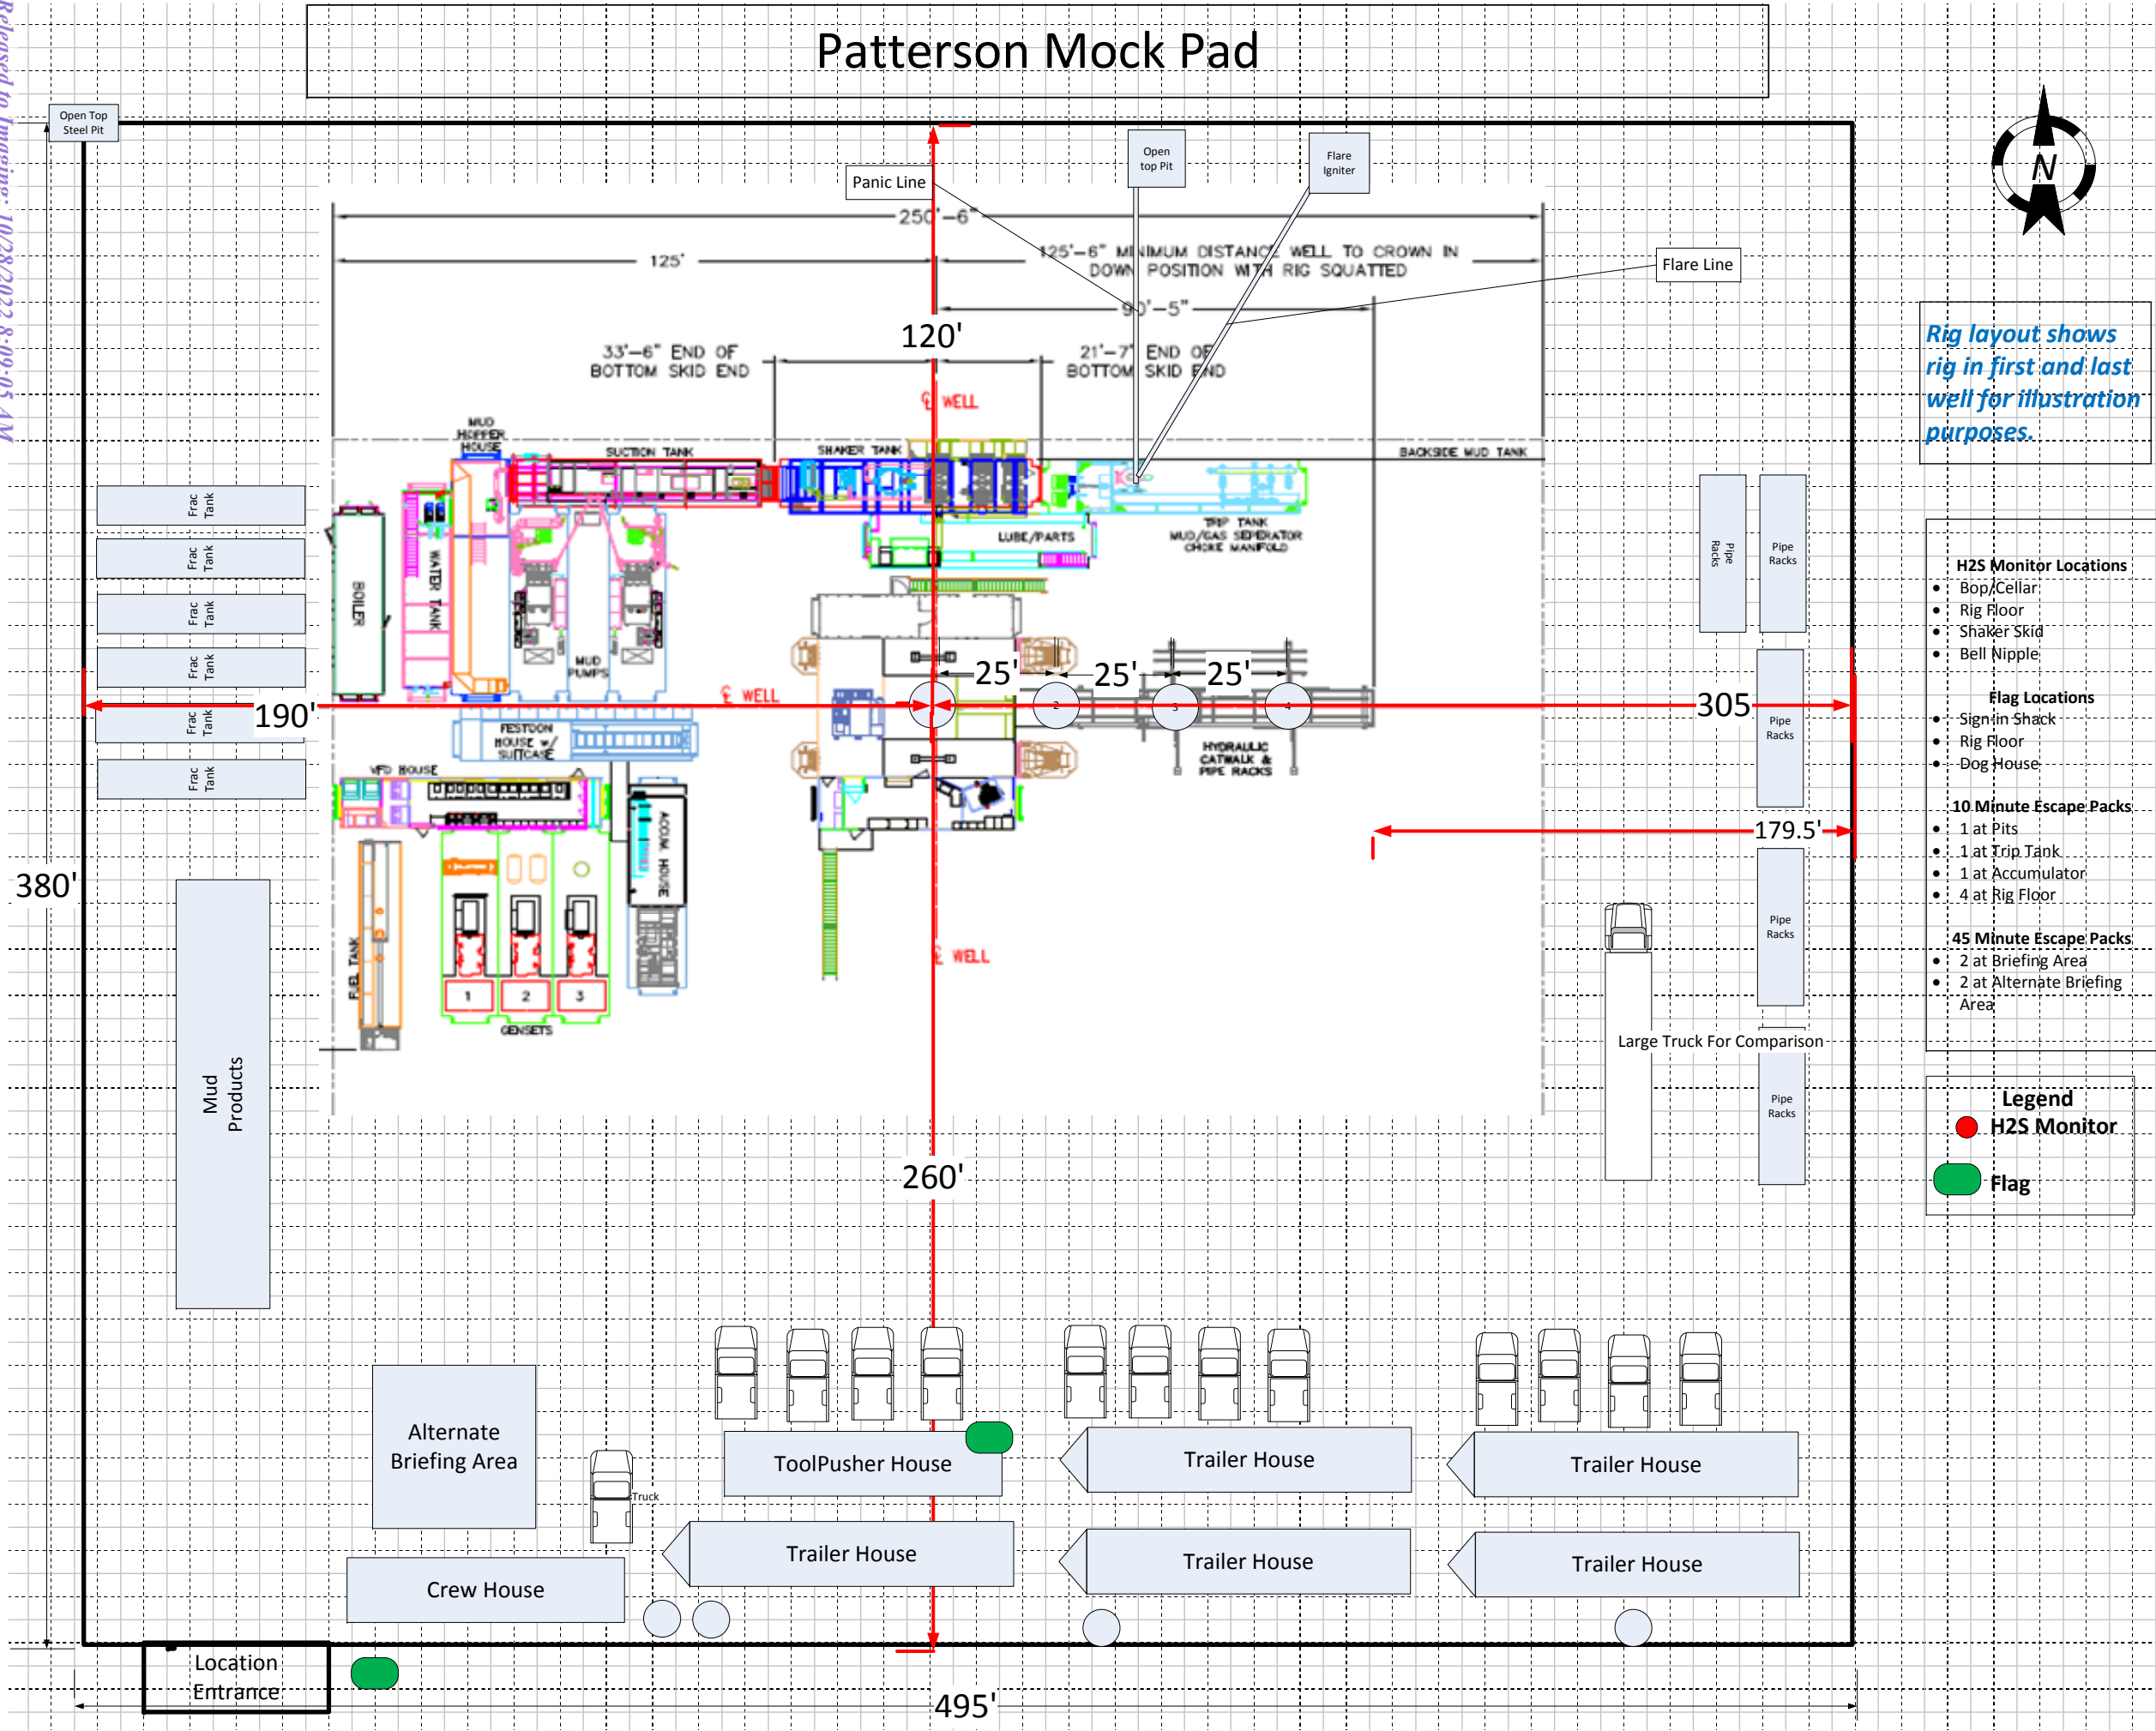 Released to Imaging: 10/28/2022 8:09:05 AM
Patterson Mock Pad
Open Top
Steel Pit
Panic Line
Open
top Pit
Flare
Igniter
Flare Line
N
250'-6"
125'
125'-6" MINIMUM DISTANCE WELL TO CROWN IN
DOWN POSITION WITH RIG SQUATTED
90'-5"
120'
33'-6" END OF
BOTTOM SKID END
21'-7" END OF
BOTTOM SKID END
WELL
MUD
HOPPER
HOUSE
SUCTION TANK
SHAKER TANK
BACKSIDE MUD TANK
LUBE/PARTS
TRIP TANK
MUD/GAS SEPERATOR
CHOKE MANIFOLD
BOILER
WATER TANK
MUD
PUMPS
WELL
25'
25'
25'
2
3
4
190'
305
FESTOON
HOUSE w/
SUITCASE
HYDRAULIC
CATWALK &
PIPE RACKS
VFD HOUSE
ACCUM. HOUSE
FUEL TANK
1
2
3
GENSETS
WELL
179.5'
Frac
Tank
Frac
Tank
Frac
Tank
Frac
Tank
Frac
Tank
Frac
Tank
Pipe
Racks
Pipe
Racks
Pipe
Racks
Pipe
Racks
Pipe
Racks
380'
Mud
Products
Large Truck For Comparison
260'
Alternate
Briefing Area
Truck
ToolPusher House
Trailer House
Trailer House
Trailer House
Trailer House
Trailer House
Crew House
Location
Entrance
495'
Rig layout shows
rig in first and last
well for illustration
purposes.
H2S Monitor Locations
• Bop/Cellar
• Rig Floor
• Shaker Skid
• Bell Nipple
Flag Locations
• Sign in Shack
• Rig Floor
• Dog House
10 Minute Escape Packs
• 1 at Pits
• 1 at Trip Tank
• 1 at Accumulator
• 4 at Rig Floor
45 Minute Escape Packs
• 2 at Briefing Area
• 2 at Alternate Briefing
Area
Legend
H2S Monitor
Flag